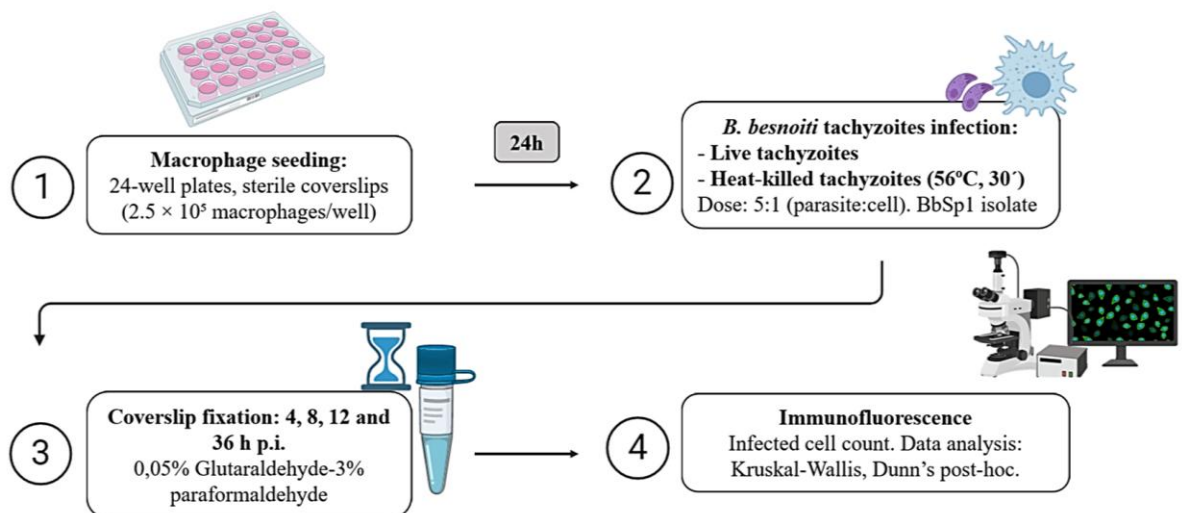 1
Macrophage seeding:
24-well plates, sterile coverslips
(2.5 × 10⁵ macrophages/well)
24h
2
B. besnoiti tachyzoites infection:
- Live tachyzoites
- Heat-killed tachyzoites (56ºC, 30´)
Dose: 5:1 (parasite:cell). BbSp1 isolate
3
Coverslip fixation: 4, 8, 12 and
36 h p.i.
0,05% Glutaraldehyde-3%
paraformaldehyde
4
Immunofluorescence
Infected cell count. Data analysis:
Kruskal-Wallis, Dunn’s post-hoc.